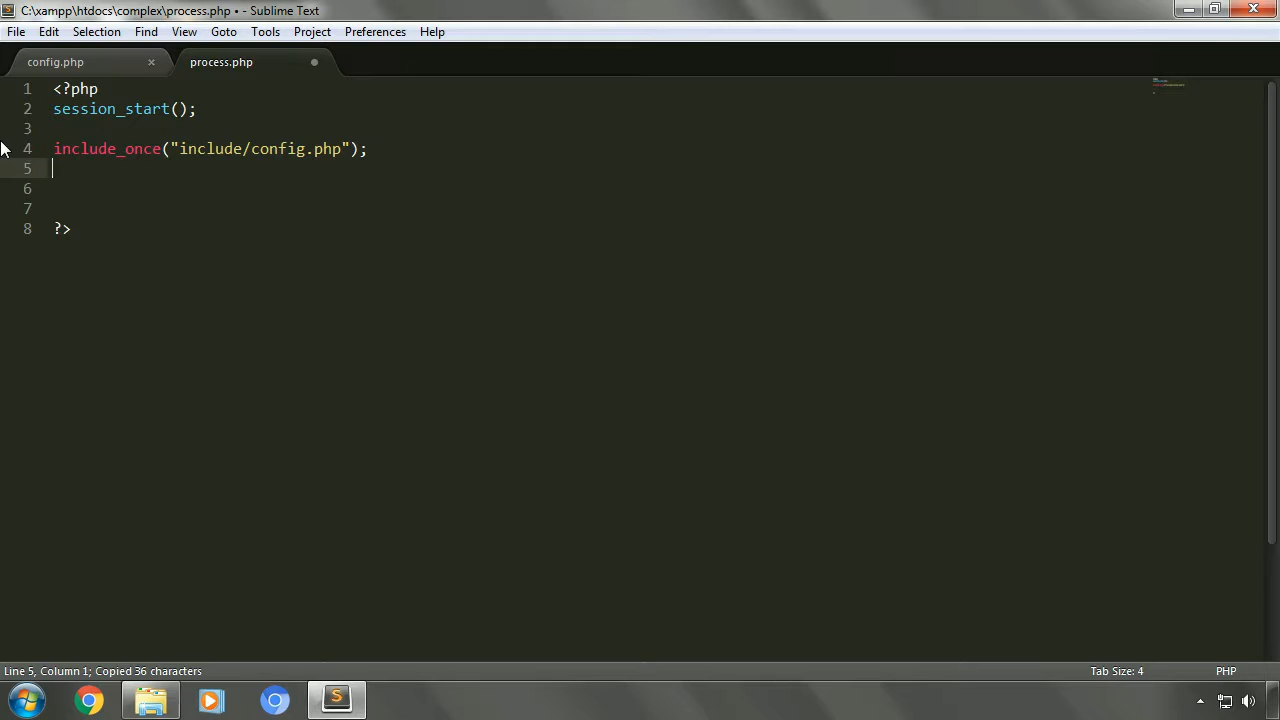 C:\xampp\htdocs\complex\process.php • - Sublime Text
File Edit Selection Find View Goto Tools Project Preferences Help
config.php × process.php
1 <?php
2 session_start();
3
4 include_once("include/config.php");
5
6
7
8 ?>
Line 5, Column 1; Copied 36 characters Tab Size: 4 PHP